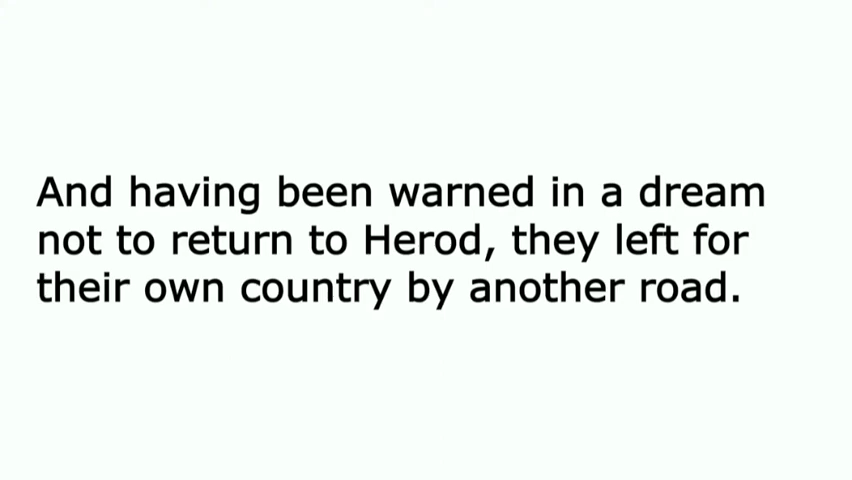 And having been warned in a dream
not to return to Herod, they left for
their own country by another road.